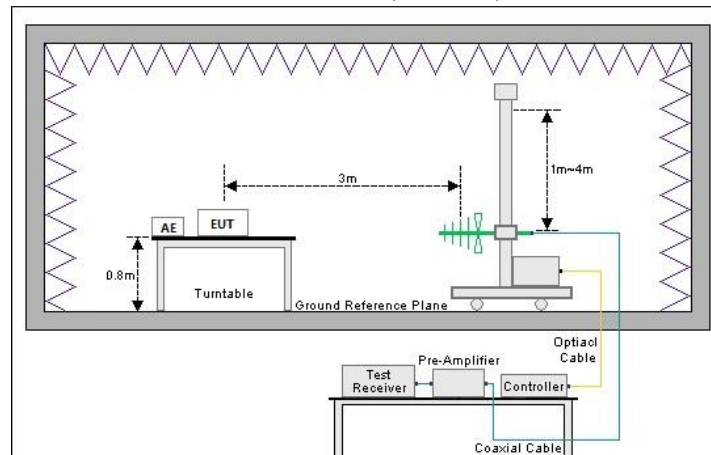 3m
1m~4m
AE
EUT
0.8m
Turntable
Ground Reference Plane
Optiacl
Cable
Pre-Amplifier
Test
Receiver
Controller
Coaxial Cable